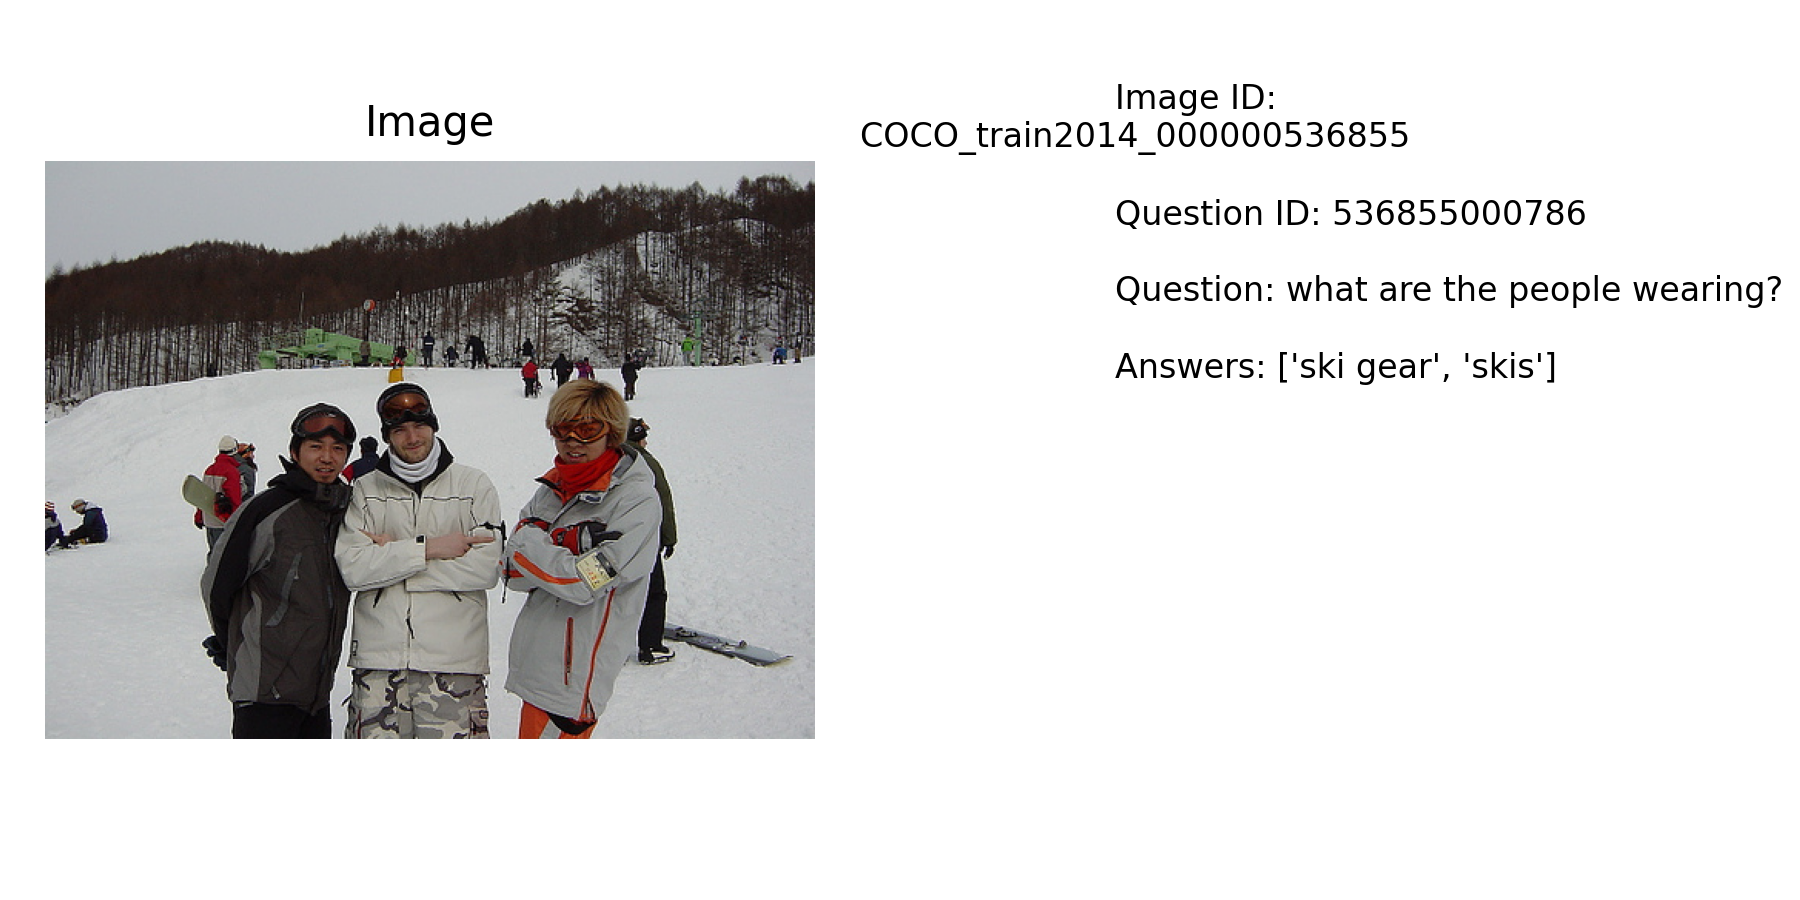 Image
Image ID:
COCO_train2014_000000536855
Question ID: 536855000786
Question: what are the people wearing?
Answers: ['ski gear', 'skis']